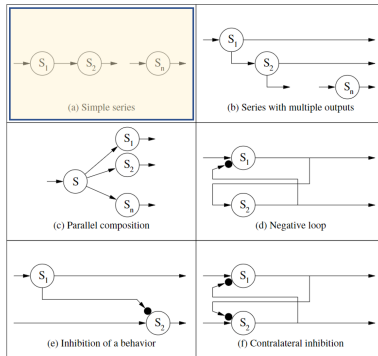 S1 S2 Sn
(a) Simple series
S1
S2
Sn
(b) Series with multiple outputs
S1
S2
S
Sn
(c) Parallel composition
S1
S2
(d) Negative loop
S1
S2
(e) Inhibition of a behavior
S1
S2
(f) Contralateral inhibition